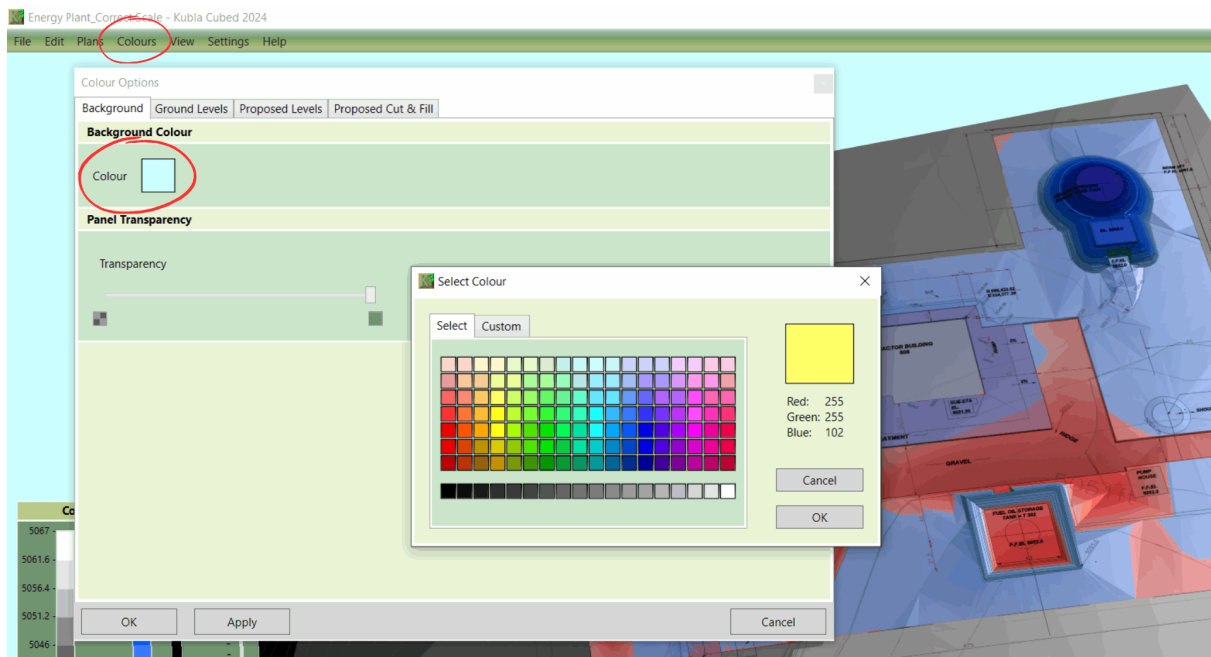 Energy Plant_Correct Scale - Kubla Cubed 2024
File Edit Plans Colours View Settings Help
Colour Options
Background Ground Levels Proposed Levels Proposed Cut & Fill
Background Colour
Colour
Panel Transparency
Transparency
Select Colour
Select Custom
Red: 255
Green: 255
Blue: 102
Cancel
OK
OK Apply Cancel
Co
5067
5061.6
5056.4
5051.2
5046
EL
ACTOR BUILDING
GRAVEL
RIDGE
PUMP
HOUSE
FUEL OIL STORAGE